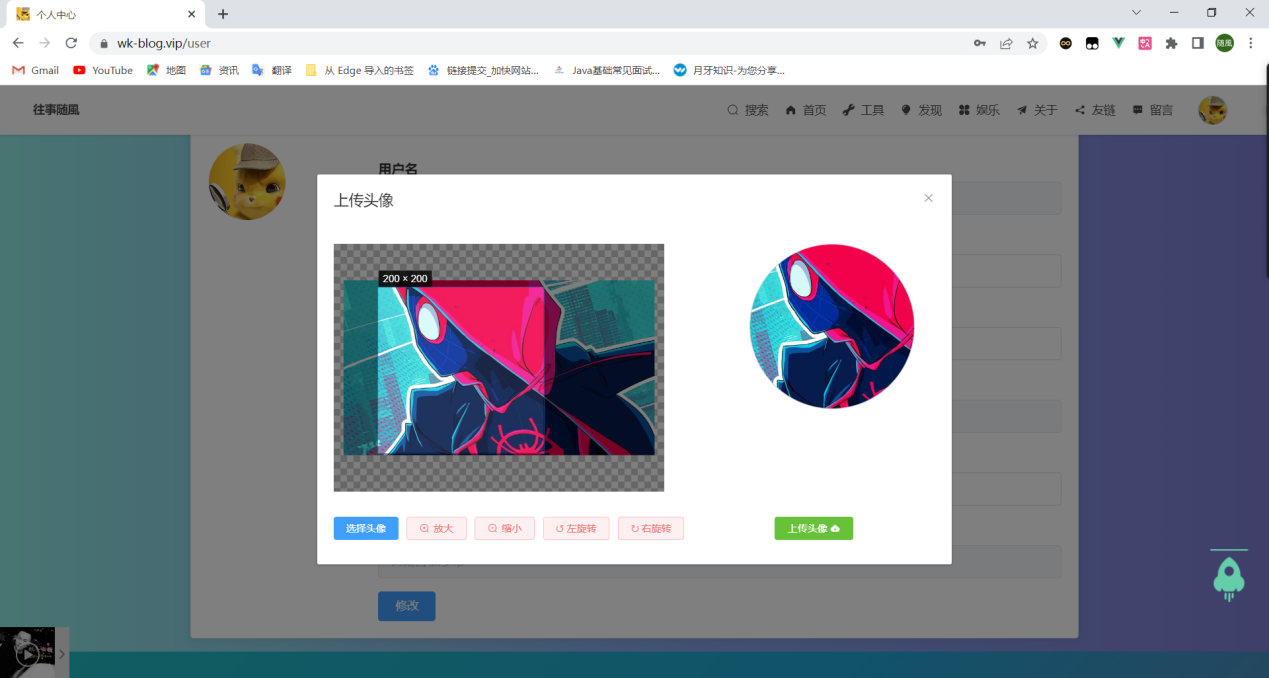 个人中心
wk-blog.vip/user
随風
Gmail
YouTube
地图
资讯
翻译
从 Edge 导入的书签
链接提交_加快网站...
Java基础常见面试...
月牙知识-为您分享...
往事随風
搜索
首页
工具
发现
娱乐
关于
友链
留言
用户名
上传头像
200 × 200
选择头像
放大
缩小
左旋转
右旋转
上传头像
修改